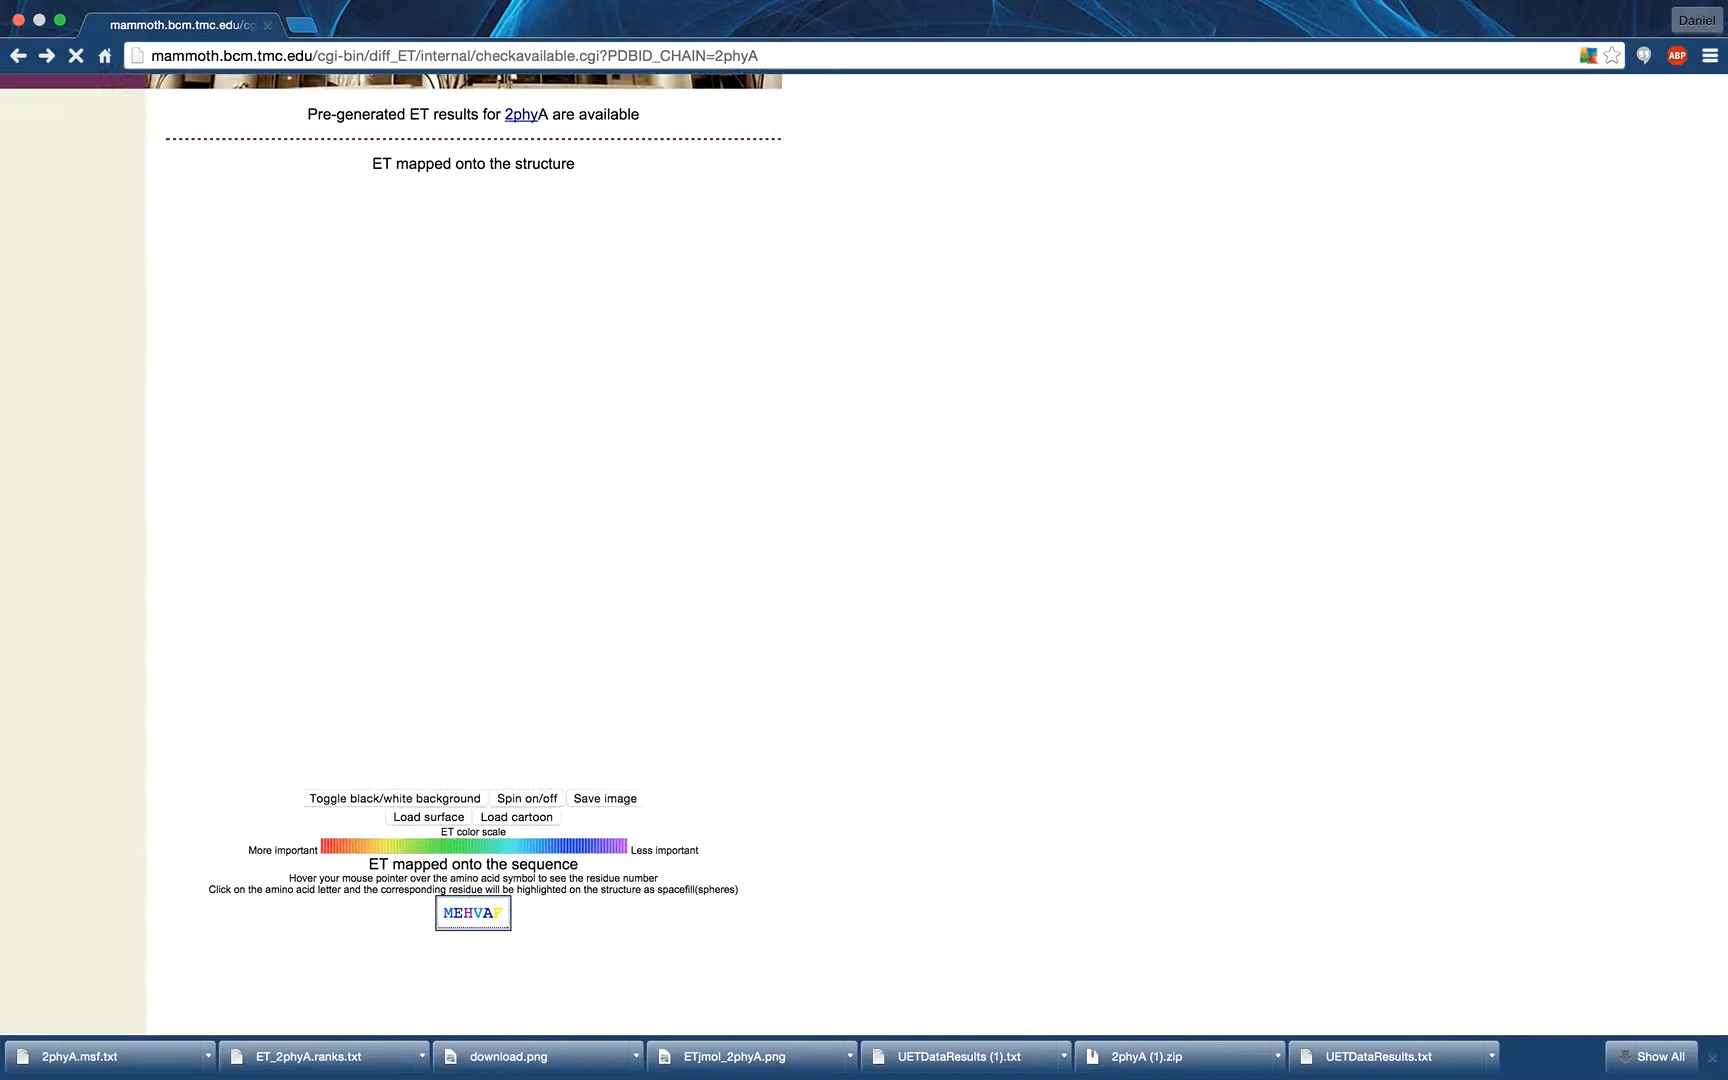 mammoth.bcm.tmc.edu/cg
Daniel
mammoth.bcm.tmc.edu/cgi-bin/diff_ET/internal/checkavailable.cgi?PDBID_CHAIN=2phyA
ABP
Pre-generated ET results for 2phyA are available
ET mapped onto the structure
Toggle black/white background Spin on/off Save image
Load surface Load cartoon
ET color scale
More important Less important
ET mapped onto the sequence
Hover your mouse pointer over the amino acid symbol to see the residue number
Click on the amino acid letter and the corresponding residue will be highlighted on the structure as spacefill(spheres)
MEHVAF
2phyA.msf.txt ET_2phyA.ranks.txt download.png ETjmol_2phyA.png UETDataResults (1).txt 2phyA (1).zip UETDataResults.txt Show All